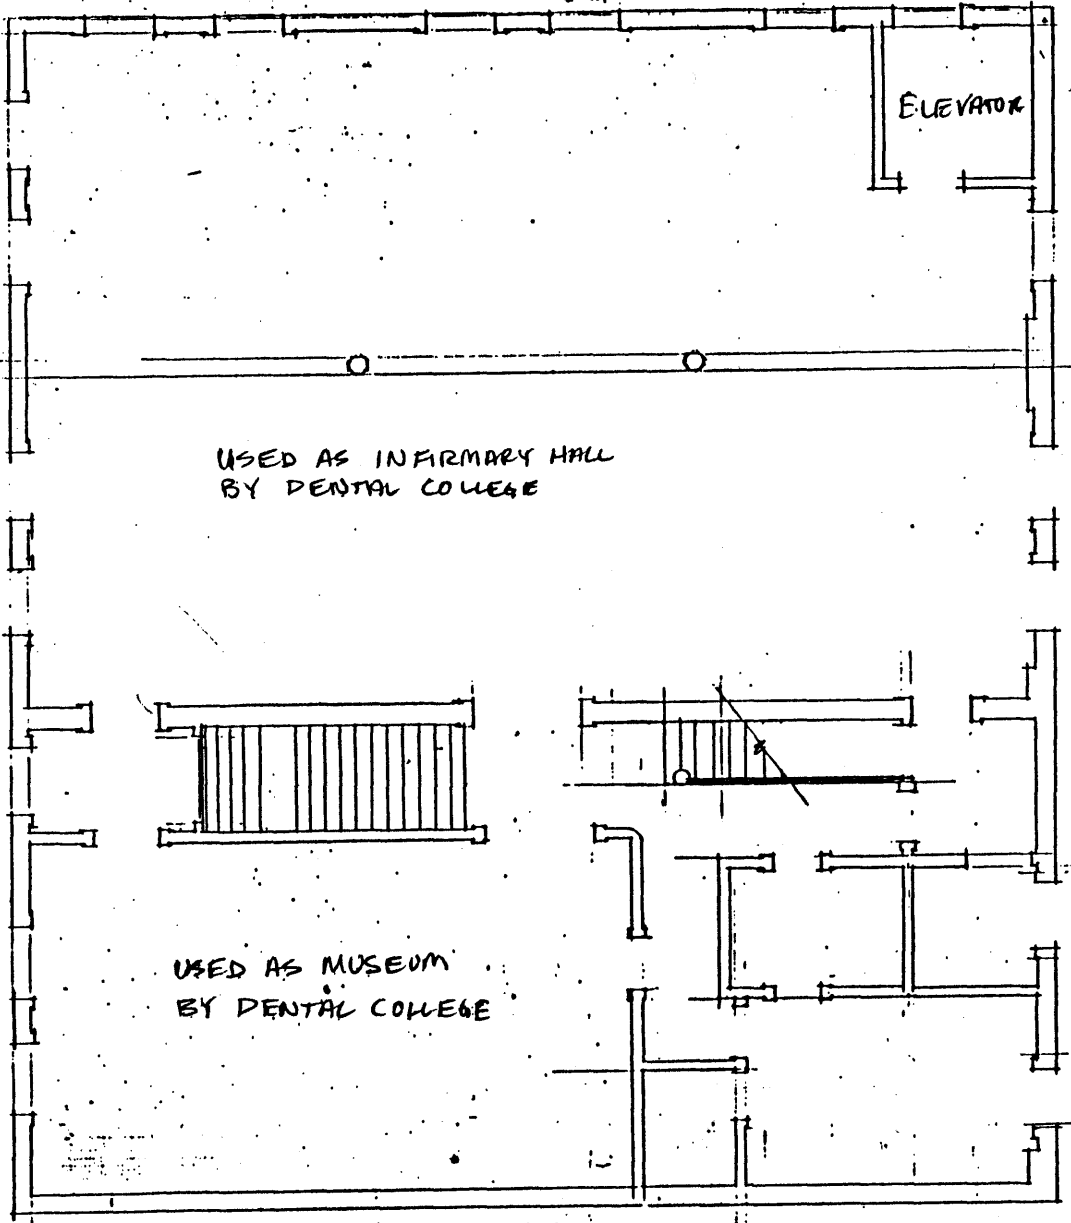 ELEVATOR
USED AS INFIRMARY HALL
BY DENTAL COLLEGE
USED AS MUSEUM
BY DENTAL COLLEGE